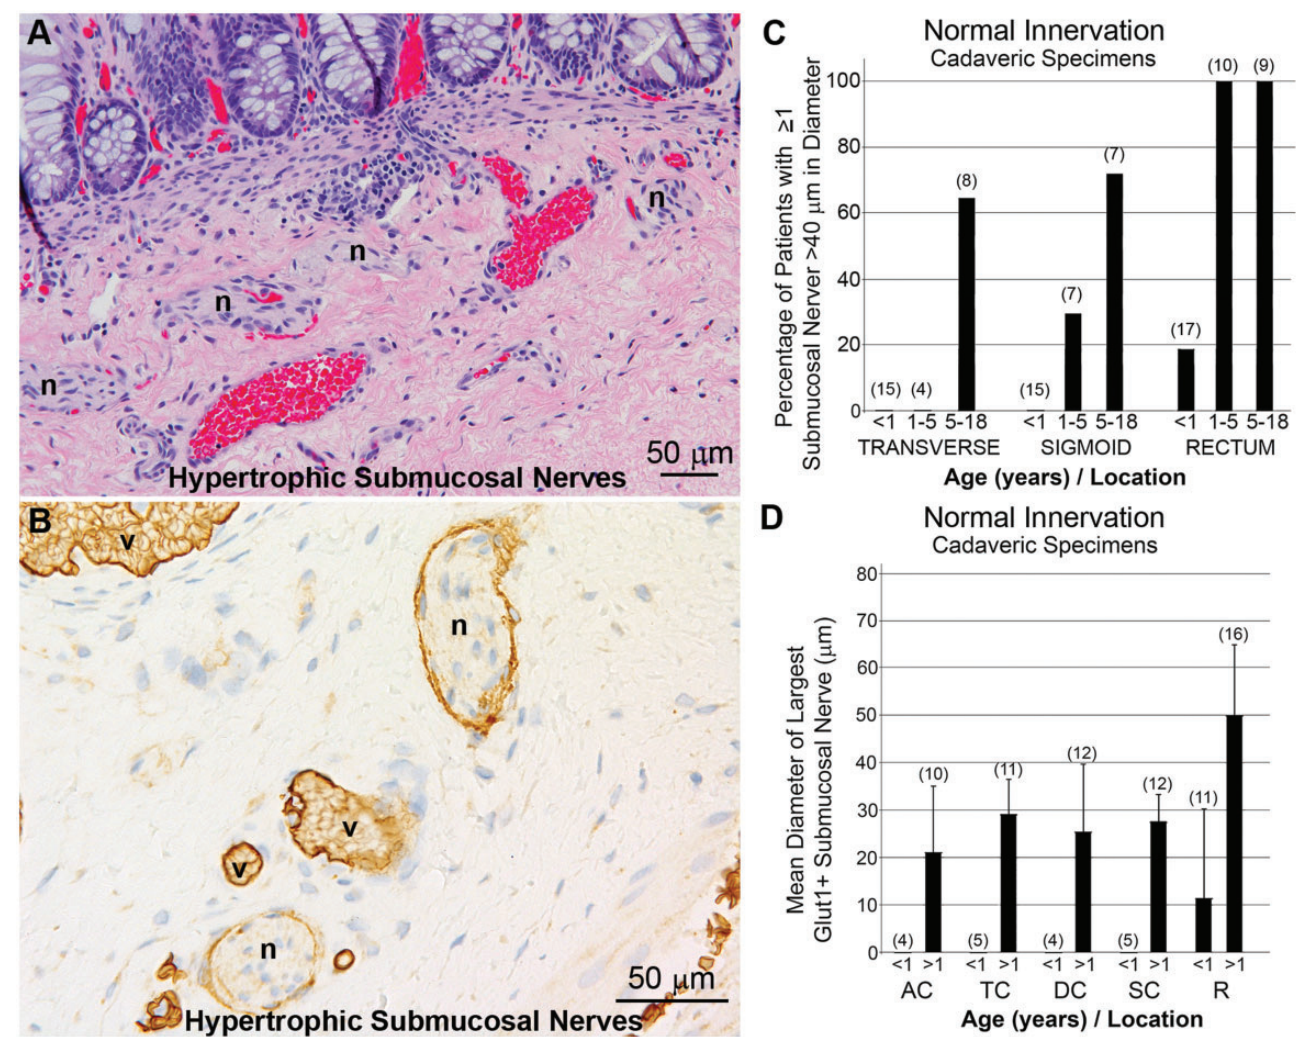 A
n
n
n
n
50 μm
Hypertrophic Submucosal Nerves
B
v
n
v
v
n
50 μm
Hypertrophic Submucosal Nerves
C
Normal Innervation
Cadaveric Specimens
Percentage of Patients with ≥1
Submucosal Nerver >40 μm in Diameter
100
80
60
40
20
0
(15) (4) (8) (15) (7) (7) (17) (10) (9)
<1 1-5 5-18 <1 1-5 5-18 <1 1-5 5-18
TRANSVERSE SIGMOID RECTUM
Age (years) / Location
D
Normal Innervation
Cadaveric Specimens
Mean Diameter of Largest
Glut1+ Submucosal Nerve (μm)
80
70
60
50
40
30
20
10
0
(4) (10) (5) (11) (4) (12) (5) (12) (11) (16)
<1 >1 <1 >1 <1 >1 <1 >1 <1 >1
AC TC DC SC R
Age (years) / Location